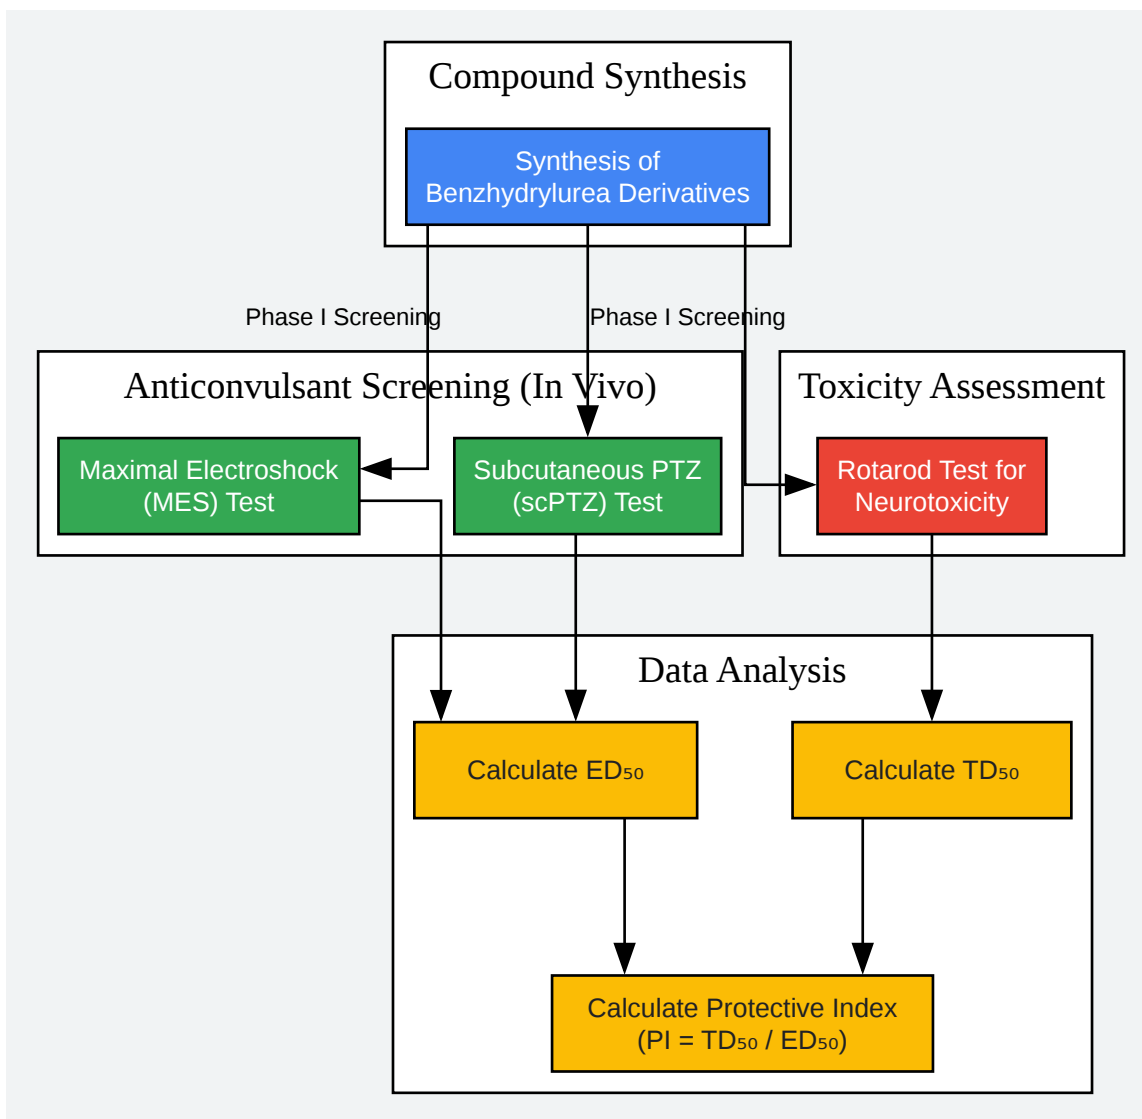 Compound Synthesis
Synthesis of
Benzhydrylurea Derivatives
Phase I Screening
Phase I Screening
Anticonvulsant Screening (In Vivo)
Toxicity Assessment
Maximal Electroshock
(MES) Test
Subcutaneous PTZ
(scPTZ) Test
Rotarod Test for
Neurotoxicity
Data Analysis
Calculate ED₅₀
Calculate TD₅₀
Calculate Protective Index
(PI = TD₅₀ / ED₅₀)